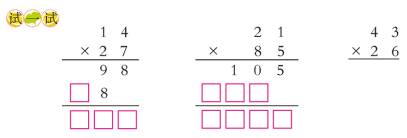 试一试
1 4
× 2 7
9 8
□ 8
□ □ □
2 1
× 8 5
1 0 5
□ □ □
□ □ □ □
4 3
× 2 6